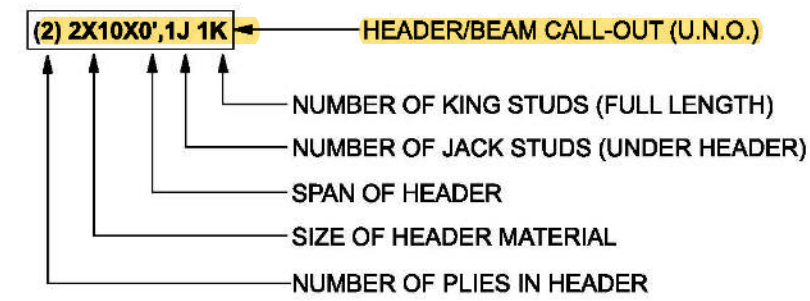 (2) 2X10X0',1J 1K HEADER/BEAM CALL-OUT (U.N.O.)
NUMBER OF KING STUDS (FULL LENGTH)
NUMBER OF JACK STUDS (UNDER HEADER)
SPAN OF HEADER
SIZE OF HEADER MATERIAL
NUMBER OF PLIES IN HEADER